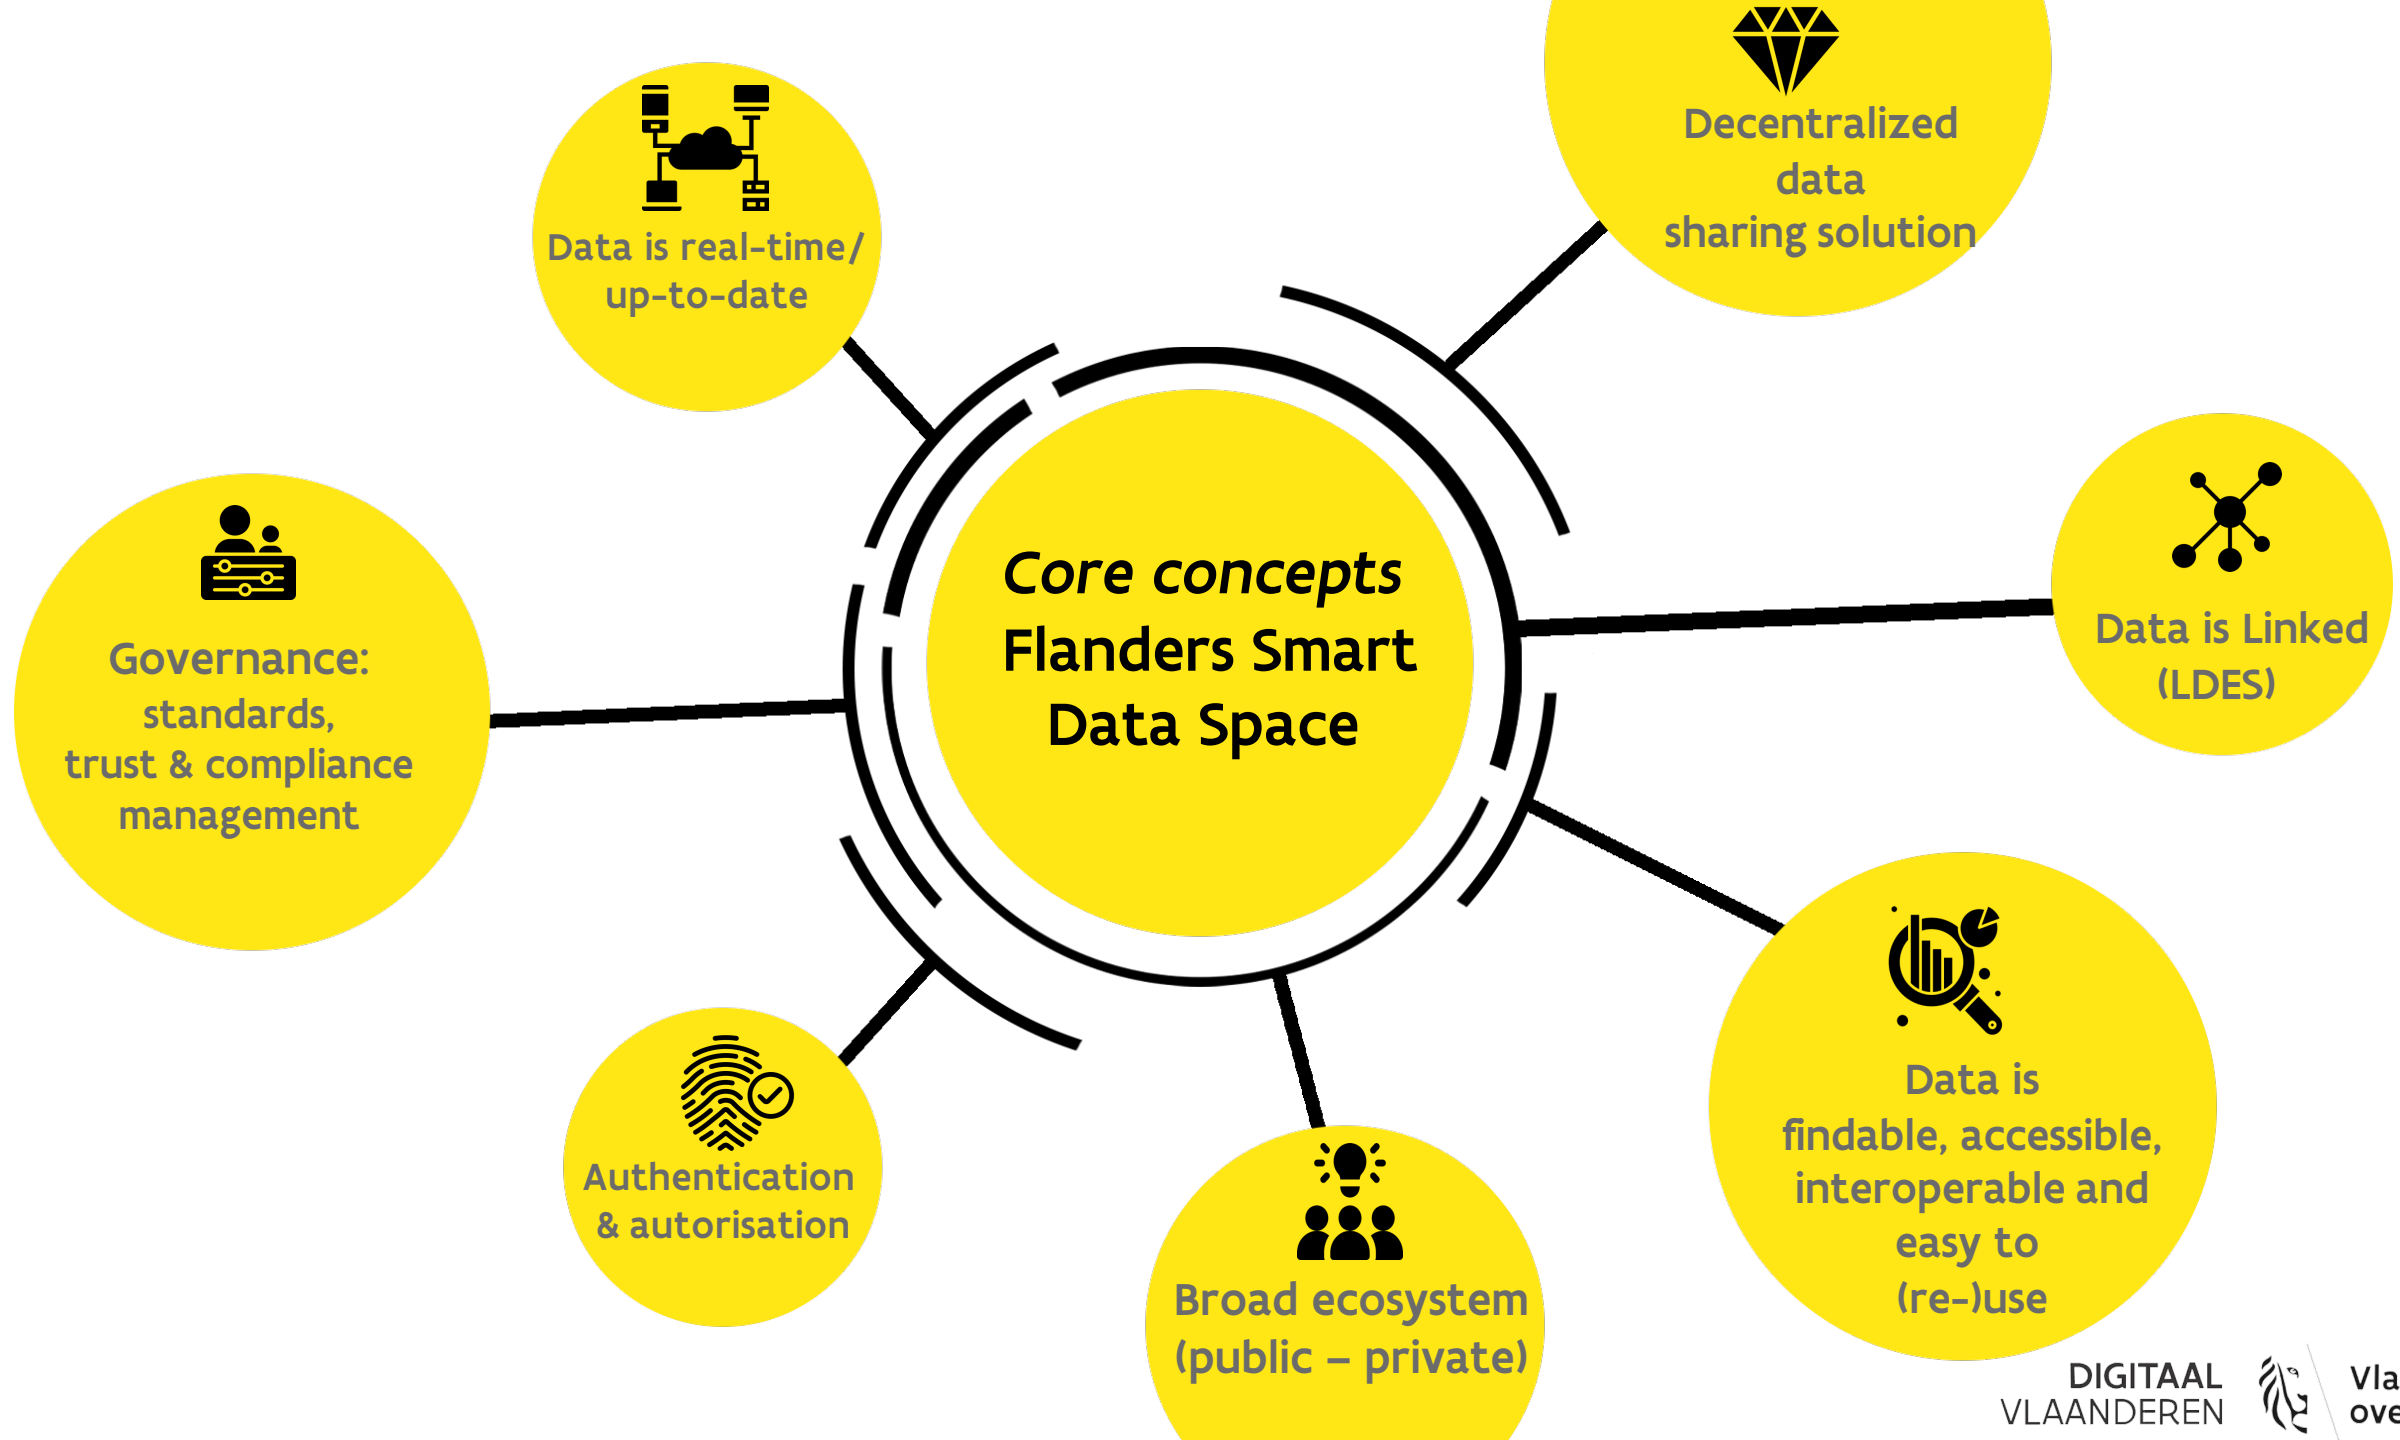 Decentralized
data
sharing solution
Data is real-time/
up-to-date
Core concepts
Flanders Smart
Data Space
Data is Linked
(LDES)
Governance:
standards,
trust & compliance
management
Data is
findable, accessible,
interoperable and
easy to
(re-)use
Authentication
& autorisation
Broad ecosystem
(public – private)
DIGITAAL
VLAANDEREN
Vla
ove